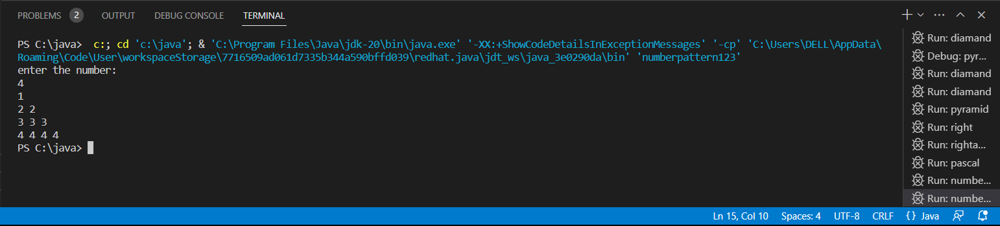 PROBLEMS 2 OUTPUT DEBUG CONSOLE TERMINAL
PS C:\java>  c:; cd 'c:\java'; & 'C:\Program Files\Java\jdk-20\bin\java.exe' '-XX:+ShowCodeDetailsInExceptionMessages' '-cp' 'C:\Users\DELL\AppData\
Roaming\Code\User\workspaceStorage\7716509ad061d7335b344a590bffd039\redhat.java\jdt_ws\java_3e0290da\bin' 'numberpattern123'
enter the number:
4
1
2 2
3 3 3
4 4 4 4
PS C:\java>
Run: diamand
Debug: pyr...
Run: diamand
Run: diamand
Run: pyramid
Run: right
Run: righta...
Run: pascal
Run: numbe...
Run: numbe...
Ln 15, Col 10 Spaces: 4 UTF-8 CRLF {} Java